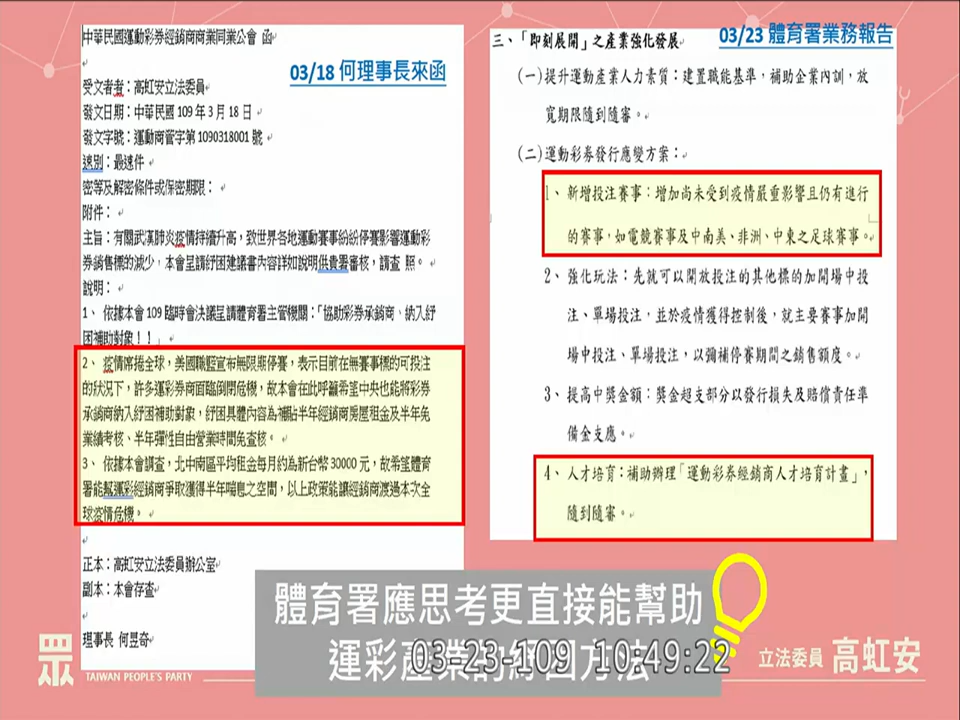 中華民國運動彩券經銷商商業同業公會 函
03/18 何理事長來函
受文者者：高虹安立法委員
發文日期：中華民國 109 年 3 月 18 日
發文字號：運動商管字第 1090318001 號
速別：最速件
密等及解密條件或保密期限：
附件：
主旨：有關武漢肺炎疫情持續升高，致世界各地運動賽事紛紛停賽影響運動彩
券銷售標的減少，本會呈請紓困建議書內容詳如說明供貴署審核，請查 照。
說明：
1、 依據本會 109 臨時會決議呈請體育署主管機關：「協助彩券承銷商、納入紓
困補助對象！！」
2、 疫情席捲全球，美國職籃宣布無限期停賽，表示目前在無賽事標的可投注
的狀況下，許多運彩券商面臨倒閉危機，故本會在此呼籲希望中央也能將彩券
承銷商納入紓困補助對象，紓困具體內容為補貼半年經銷商房屋租金及半年免
業績考核、半年彈性自由營業時間免查核。
3、 依據本會調查，北中南區平均租金每月約為新台幣 30000 元，故希望體育
署能幫運彩經銷商爭取獲得半年喘息之空間，以上政策能讓經銷商渡過本次全
球疫情危機。
正本：高虹安立法委員辦公室
副本：本會存查
理事長 何昱奇
03/23 體育署業務報告
三、「即刻展開」之產業強化發展
(一)提升運動產業人力素質：建置職能基準，補助企業內訓，放
寬期限隨到隨審。
(二)運動彩券發行應變方案：
1、 新增投注賽事：增加尚未受到疫情嚴重影響且仍有進行
的賽事，如電競賽事及中南美、非洲、中東之足球賽事。
2、 強化玩法：先就可以開放投注的其他標的加開場中投
注、單場投注，並於疫情獲得控制後，就主要賽事加開
場中投注、單場投注，以彌補停賽期間之銷售額度。
3、 提高中獎金額：獎金超支部分以發行損失及賠償責任準
備金支應。
4、 人才培育：補助辦理「運動彩券經銷商人才培育計畫」，
隨到隨審。
體育署應思考更直接能幫助
運彩產業的紓困方法
03-23-109 10:49:22
眾
TAIWAN PEOPLE'S PARTY
立法委員 高虹安